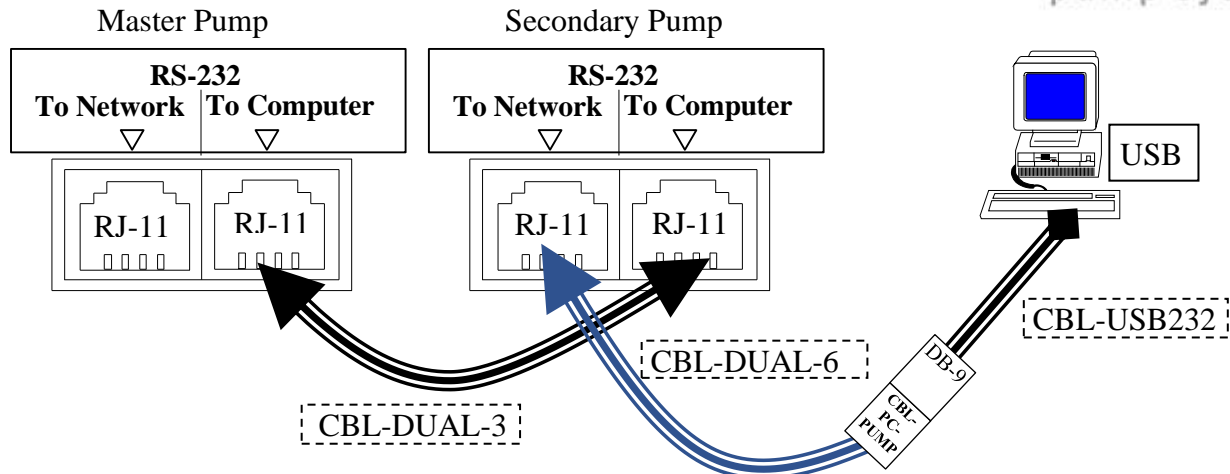 Master Pump
Secondary Pump
RS-232
To Network To Computer
RS-232
To Network To Computer
RJ-11
RJ-11
RJ-11
RJ-11
USB
CBL-USB232
CBL-DUAL-6
CBL-DUAL-3
DB-9
CBL-
PC-
PUMP